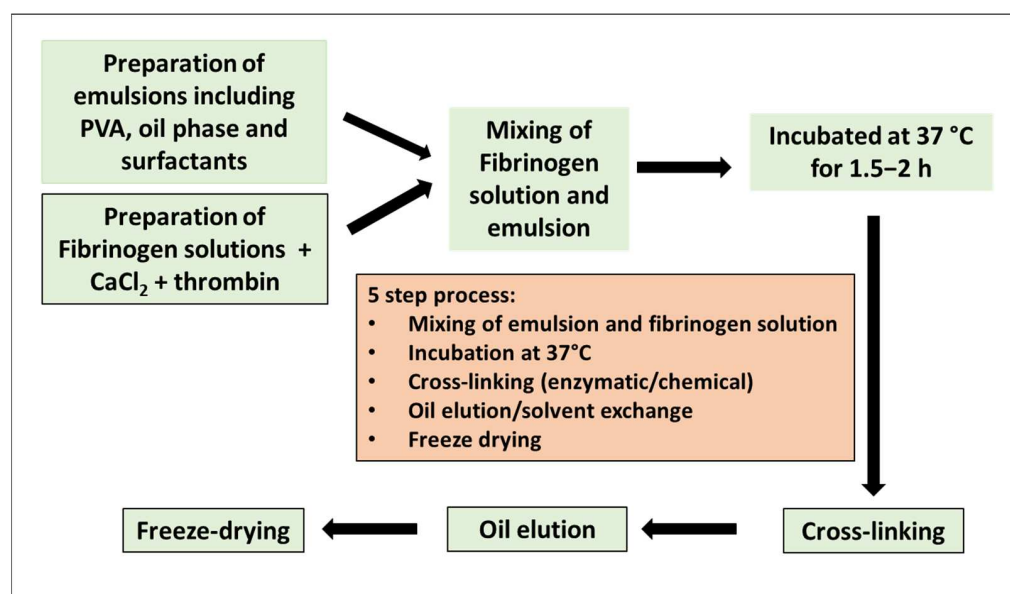 Preparation of
emulsions including
PVA, oil phase and
surfactants
Preparation of
Fibrinogen solutions +
CaCl₂ + thrombin
Mixing of
Fibrinogen
solution and
emulsion
Incubated at 37 °C
for 1.5–2 h
5 step process:
• Mixing of emulsion and fibrinogen solution
• Incubation at 37°C
• Cross-linking (enzymatic/chemical)
• Oil elution/solvent exchange
• Freeze drying
Cross-linking
Oil elution
Freeze-drying